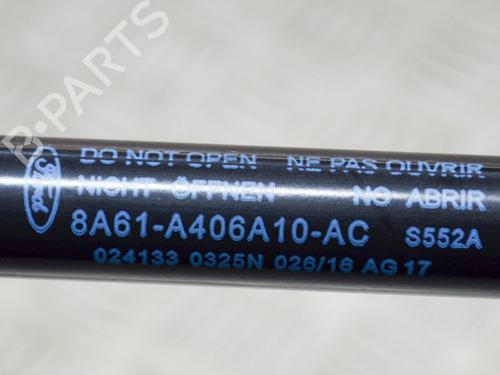 B-PARTS
Ford
DO NOT OPEN NE PAS OUVRIR
NICHT ÖFFNEN NO ABRIR
8A61-A406A10-AC S552A
024133 0325N 026/16 AG 17